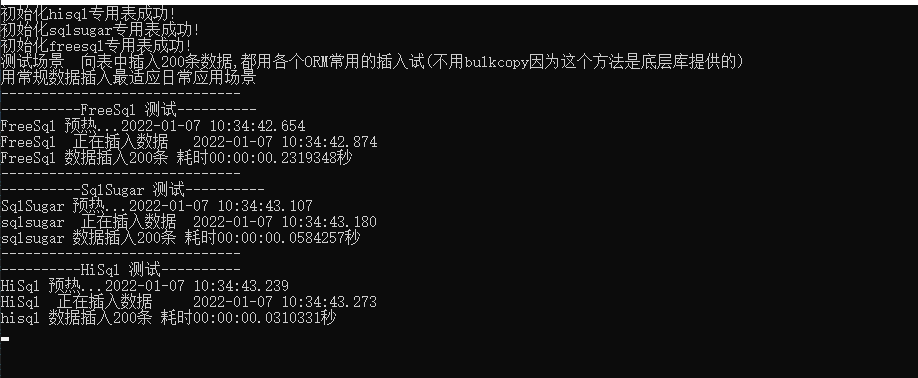 初始化hisql专用表成功!
初始化sqlsugar专用表成功!
初始化freesql专用表成功!
测试场景  向表中插入200条数据,都用各个ORM常用的插入试(不用bulkcopy因为这个方法是底层库提供的)
用常规数据插入最适应日常应用场景
------------------------------
----------FreeSql 测试----------
FreeSql 预热...2022-01-07 10:34:42.654
FreeSql  正在插入数据   2022-01-07 10:34:42.874
FreeSql 数据插入200条 耗时00:00:00.2319348秒
------------------------------
----------SqlSugar 测试----------
SqlSugar 预热...2022-01-07 10:34:43.107
sqlsugar  正在插入数据  2022-01-07 10:34:43.180
sqlsugar 数据插入200条 耗时00:00:00.0584257秒
------------------------------
----------HiSql 测试----------
HiSql 预热...2022-01-07 10:34:43.239
HiSql  正在插入数据     2022-01-07 10:34:43.273
hisql 数据插入200条 耗时00:00:00.0310331秒